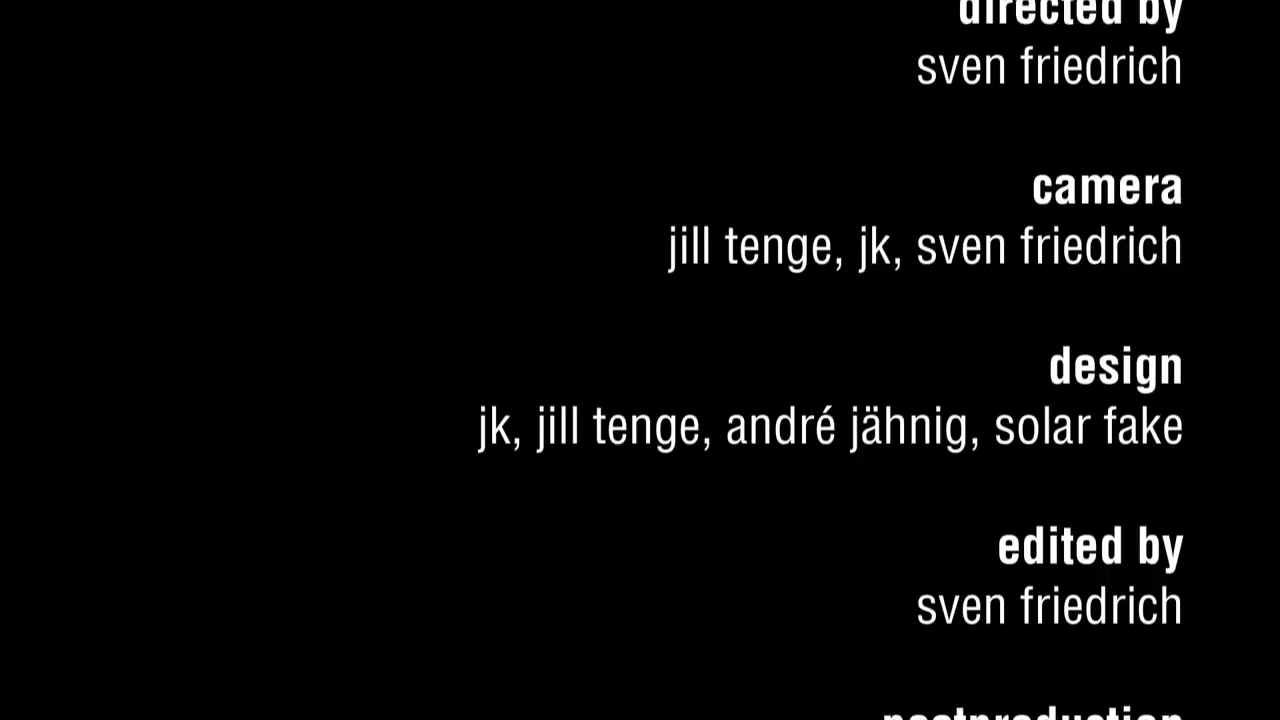 directed by
sven friedrich
camera
jill tenge, jk, sven friedrich
design
jk, jill tenge, andré jähnig, solar fake
edited by
sven friedrich
postproduction